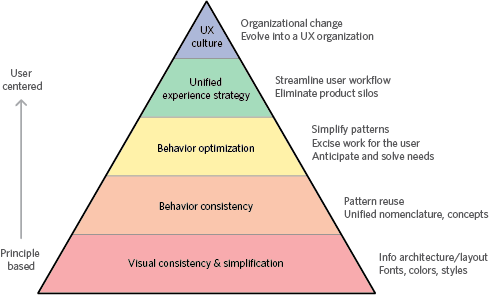 UX
culture
Organizational change
Evolve into a UX organization
User
centered
Unified
experience strategy
Streamline user workflow
Eliminate product silos
Behavior optimization
Simplify patterns
Excise work for the user
Anticipate and solve needs
Behavior consistency
Pattern reuse
Unified nomenclature, concepts
Principle
based
Visual consistency & simplification
Info architecture/layout
Fonts, colors, styles